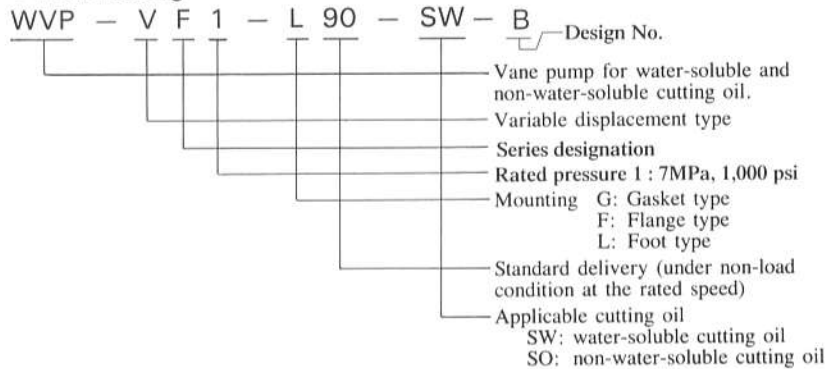 WVP – V F 1 – L 90 – SW – B
Design No.
Vane pump for water-soluble and
non-water-soluble cutting oil.
Variable displacement type
Series designation
Rated pressure 1 : 7MPa, 1,000 psi
Mounting G: Gasket type
F: Flange type
L: Foot type
Standard delivery (under non-load
condition at the rated speed)
Applicable cutting oil
SW: water-soluble cutting oil
SO: non-water-soluble cutting oil